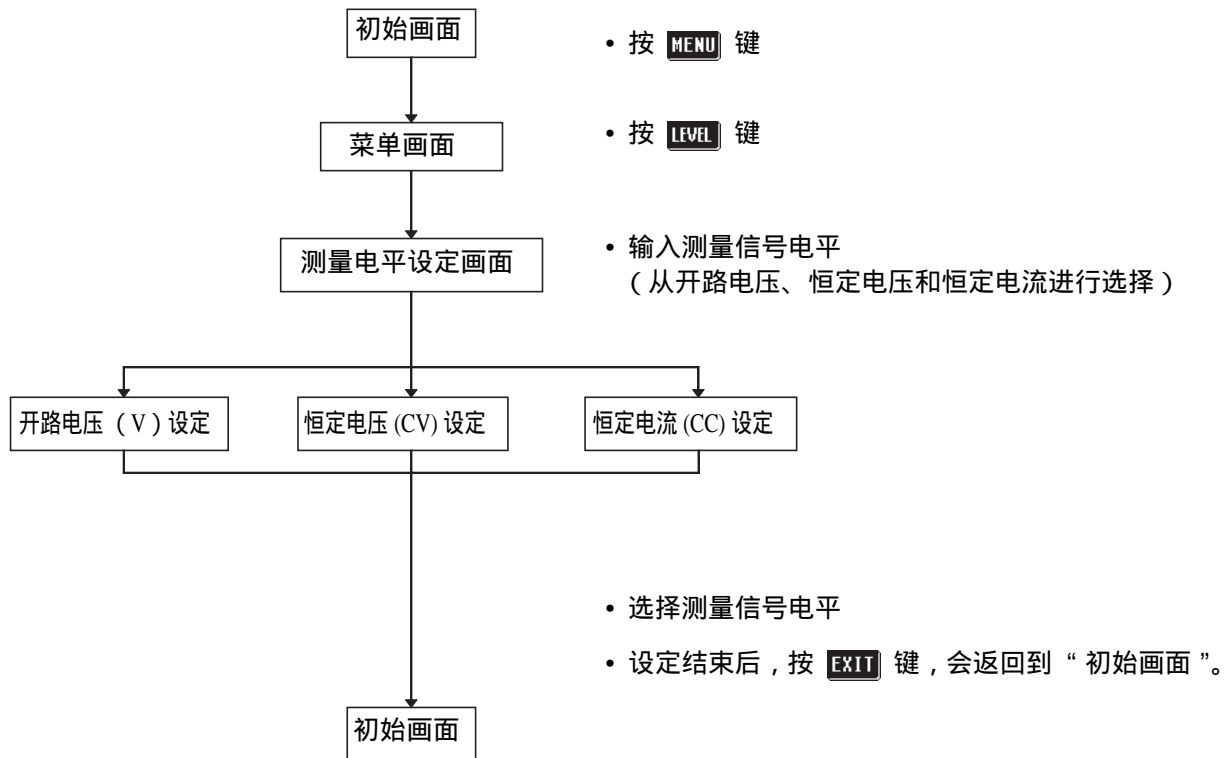 初始画面
• 按 MENU 键
菜单画面
• 按 LEVEL 键
测量电平设定画面
• 输入测量信号电平
（从开路电压、恒定电压和恒定电流进行选择）
开路电压（V）设定
恒定电压 (CV) 设定
恒定电流 (CC) 设定
• 选择测量信号电平
• 设定结束后，按 EXIT 键，会返回到“初始画面”。
初始画面